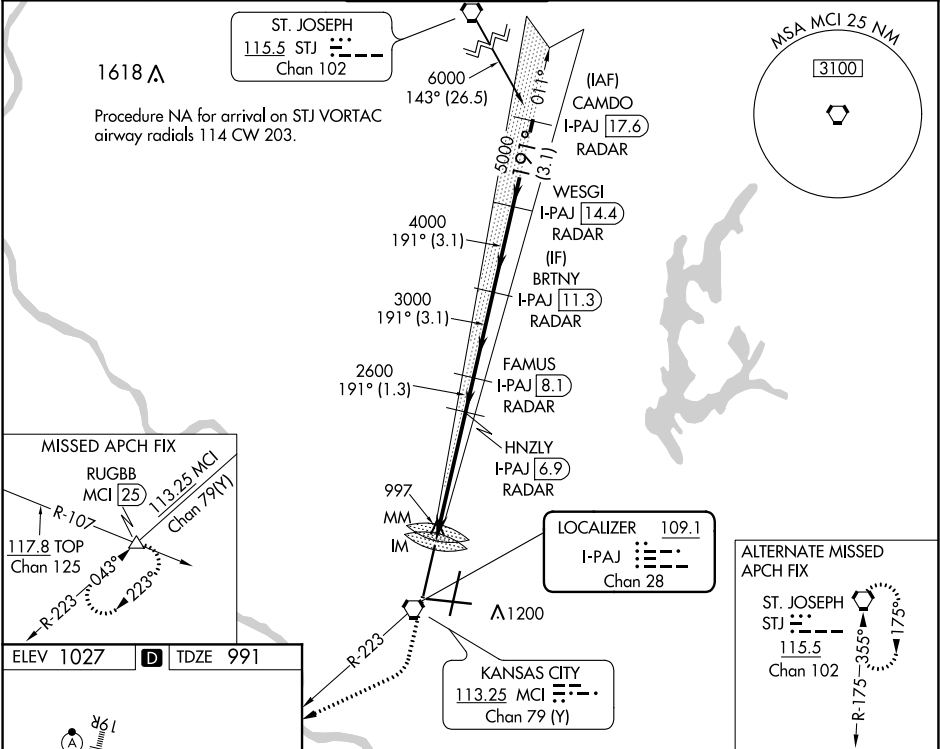 ST. JOSEPH
115.5 STJ
Chan 102
1618
Procedure NA for arrival on STJ VORTAC
airway radials 114 CW 203.
6000
143° (26.5)
011°
5000
191°
(3.1)
(IAF)
CAMDO
I-PAJ 17.6
RADAR
MSA MCI 25 NM
3100
WESGI
I-PAJ 14.4
RADAR
4000
191° (3.1)
(IF)
BRTNY
I-PAJ 11.3
RADAR
3000
191° (3.1)
FAMUS
I-PAJ 8.1
RADAR
2600
191° (1.3)
HNZLY
I-PAJ 6.9
RADAR
MISSED APCH FIX
RUGBB
MCI 25
113.25 MCI
Chan 79(Y)
R-107
117.8 TOP
Chan 125
043°
R-223
223°
997
MM
IM
LOCALIZER 109.1
I-PAJ
Chan 28
1200
R-223
KANSAS CITY
113.25 MCI
Chan 79 (Y)
ALTERNATE MISSED
APCH FIX
ST. JOSEPH
STJ
115.5
Chan 102
175°
R-175
355°
ELEV 1027 D TDZE 991
19R
A